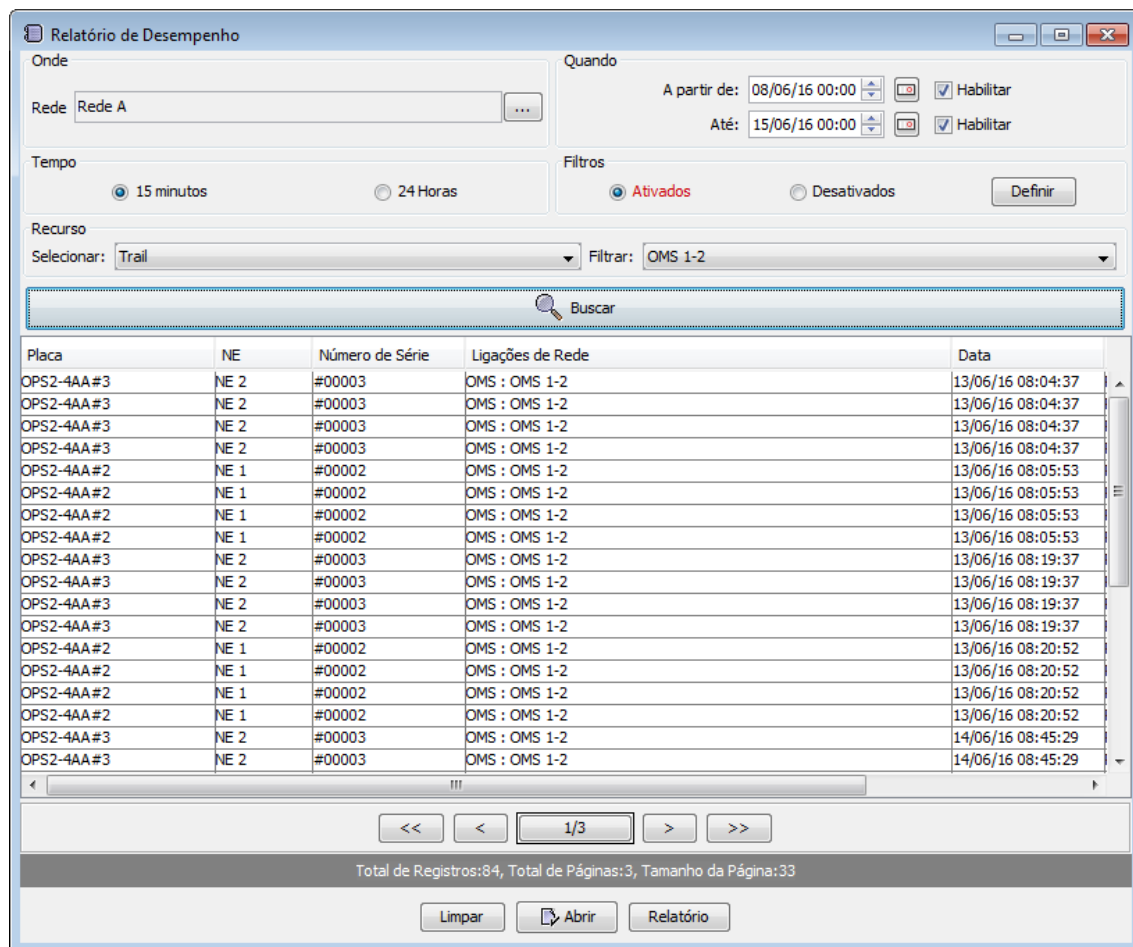 Relatório de Desempenho
Onde
Quando
Rede Rede A ...
A partir de: 08/06/16 00:00 Habilitar
Até: 15/06/16 00:00 Habilitar
Tempo
Filtros
15 minutos 24 Horas
Ativados Desativados Definir
Recurso
Selecionar: Trail Filtrar: OMS 1-2
Buscar
Placa NE Número de Série Ligações de Rede Data
OPS2-4AA#3 NE 2 #00003 OMS : OMS 1-2 13/06/16 08:04:37
OPS2-4AA#3 NE 2 #00003 OMS : OMS 1-2 13/06/16 08:04:37
OPS2-4AA#3 NE 2 #00003 OMS : OMS 1-2 13/06/16 08:04:37
OPS2-4AA#3 NE 2 #00003 OMS : OMS 1-2 13/06/16 08:04:37
OPS2-4AA#2 NE 1 #00002 OMS : OMS 1-2 13/06/16 08:05:53
OPS2-4AA#2 NE 1 #00002 OMS : OMS 1-2 13/06/16 08:05:53
OPS2-4AA#2 NE 1 #00002 OMS : OMS 1-2 13/06/16 08:05:53
OPS2-4AA#2 NE 1 #00002 OMS : OMS 1-2 13/06/16 08:05:53
OPS2-4AA#3 NE 2 #00003 OMS : OMS 1-2 13/06/16 08:19:37
OPS2-4AA#3 NE 2 #00003 OMS : OMS 1-2 13/06/16 08:19:37
OPS2-4AA#3 NE 2 #00003 OMS : OMS 1-2 13/06/16 08:19:37
OPS2-4AA#3 NE 2 #00003 OMS : OMS 1-2 13/06/16 08:19:37
OPS2-4AA#2 NE 1 #00002 OMS : OMS 1-2 13/06/16 08:20:52
OPS2-4AA#2 NE 1 #00002 OMS : OMS 1-2 13/06/16 08:20:52
OPS2-4AA#2 NE 1 #00002 OMS : OMS 1-2 13/06/16 08:20:52
OPS2-4AA#2 NE 1 #00002 OMS : OMS 1-2 13/06/16 08:20:52
OPS2-4AA#3 NE 2 #00003 OMS : OMS 1-2 14/06/16 08:45:29
OPS2-4AA#3 NE 2 #00003 OMS : OMS 1-2 14/06/16 08:45:29
<< < 1/3 > >>
Total de Registros:84, Total de Páginas:3, Tamanho da Página:33
Limpar Abrir Relatório